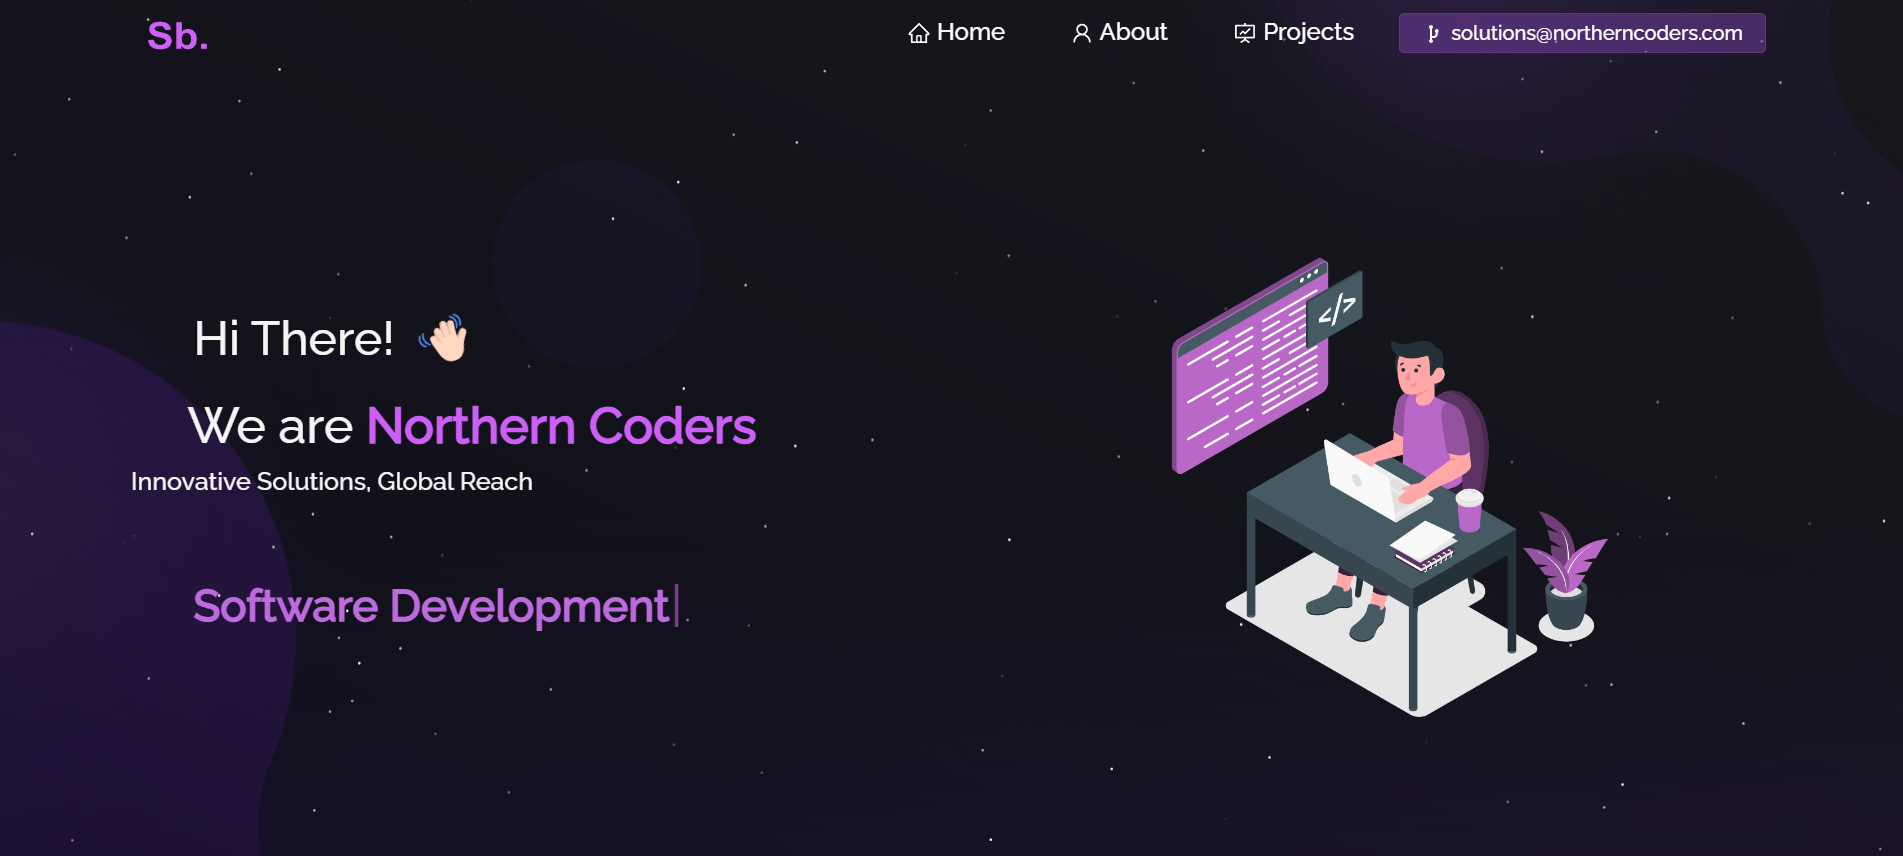 Sb.
Home
About
Projects
solutions@northerncoders.com
Hi There! 👋🏻
We are Northern Coders
Innovative Solutions, Global Reach
Software Development|
</>